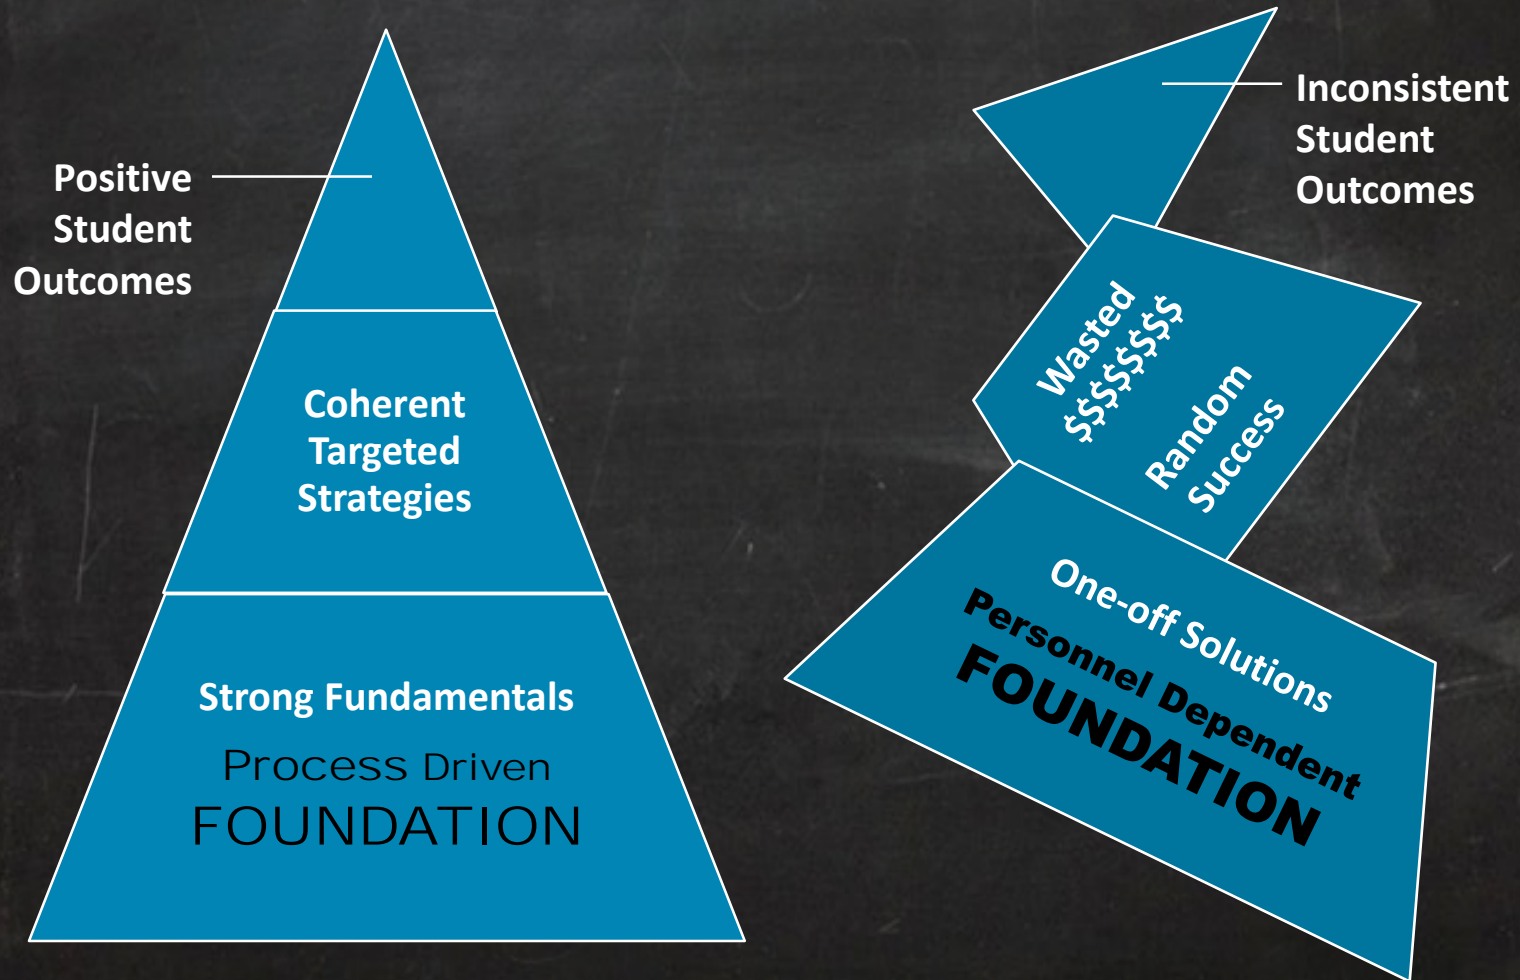 Positive
Student
Outcomes
Coherent
Targeted
Strategies
Strong Fundamentals
Process Driven
FOUNDATION
Inconsistent
Student
Outcomes
Wasted
$$$$$$$$
Random
Success
One-off Solutions
Personnel Dependent
FOUNDATION